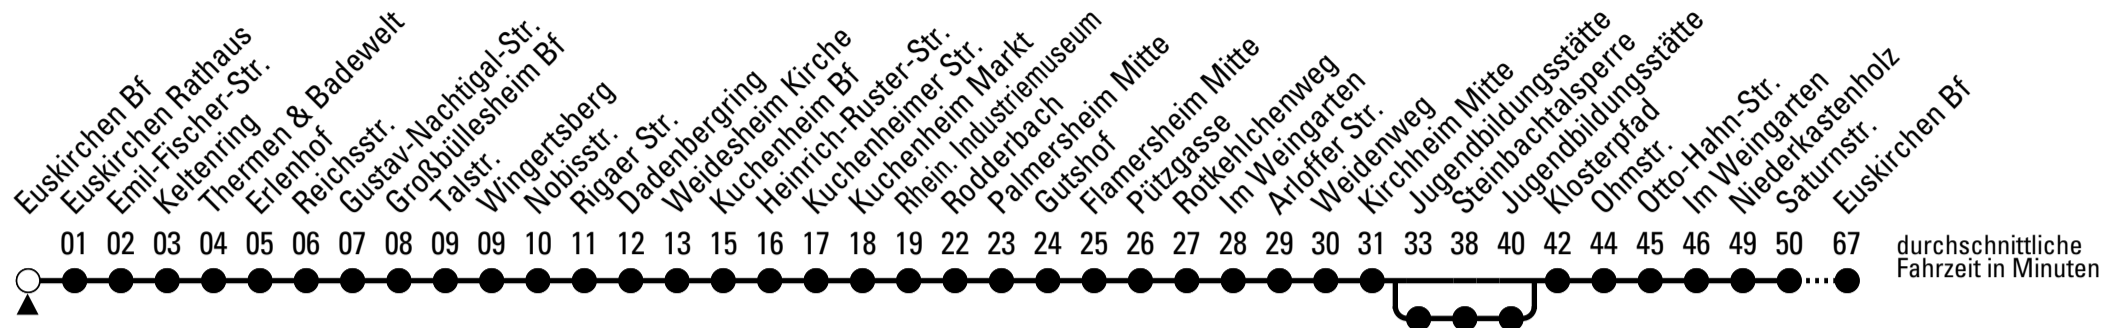 Euskirchen Bf
Euskirchen Rathaus
Emil-Fischer-Str.
Keltenring
Thermen & Badewelt
Erlenhof
Reichsstr.
Gustav-Nachtigal-Str.
Großbüllesheim Bf
Talstr.
Wingertsberg
Nobisstr.
Rigaer Str.
Dadenbergring
Weidesheim Kirche
Kuchenheim Bf
Heinrich-Ruster-Str.
Kuchenheimer Str.
Kuchenheim Markt
Rhein. Industriemuseum
Rodderbach
Palmersheim Mitte
Gutshof
Flamersheim Mitte
Pützgasse
Rotkehlchenweg
Im Weingarten
Arloffer Str.
Weidenweg
Kirchheim Mitte
Jugendbildungsstätte
Steinbachtalsperre
Jugendbildungsstätte
Klosterpfad
Ohmstr.
Otto-Hahn-Str.
Im Weingarten
Niederkastenholz
Saturnstr.
Euskirchen Bf
01 02 03 04 05 06 07 08 09 09 10 11 12 13 15 16 17 18 19 22 23 24 25 26 27 28 29 30 31 33 38 40 42 44 45 46 49 50 67
durchschnittliche
Fahrzeit in Minuten